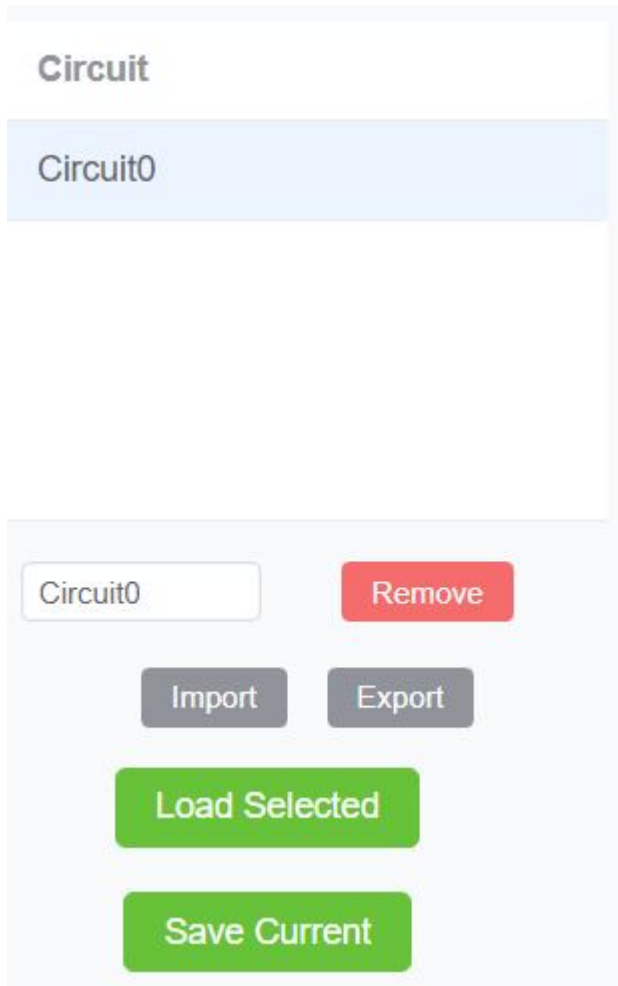 Circuit
Circuit0
Circuit0 Remove
Import Export
Load Selected
Save Current